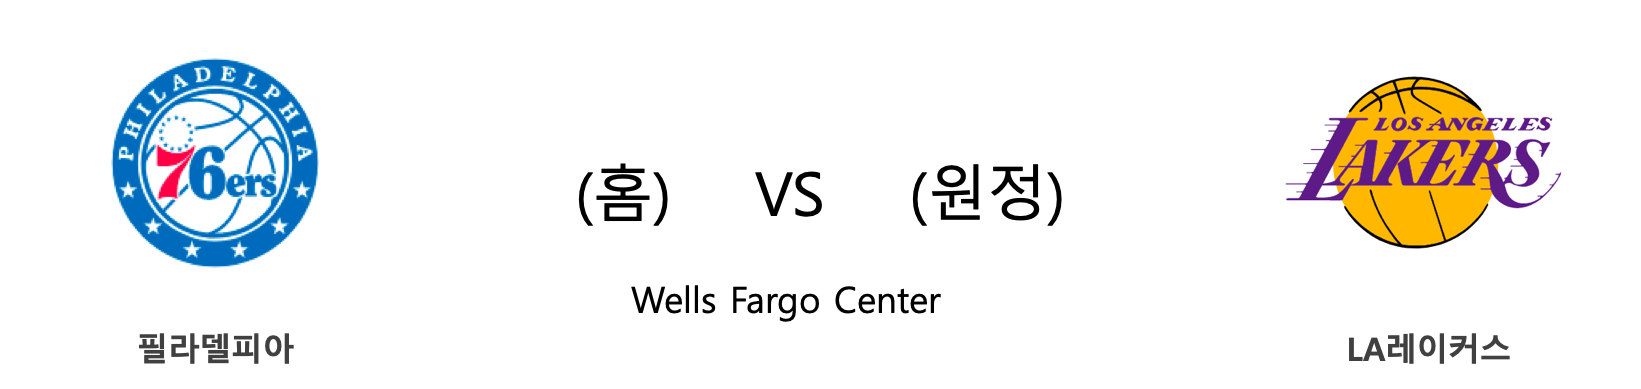 PHILADELPHIA
76ers
(홈) VS (원정)
LOS ANGELES
LAKERS
Wells Fargo Center
필라델피아
LA레이커스